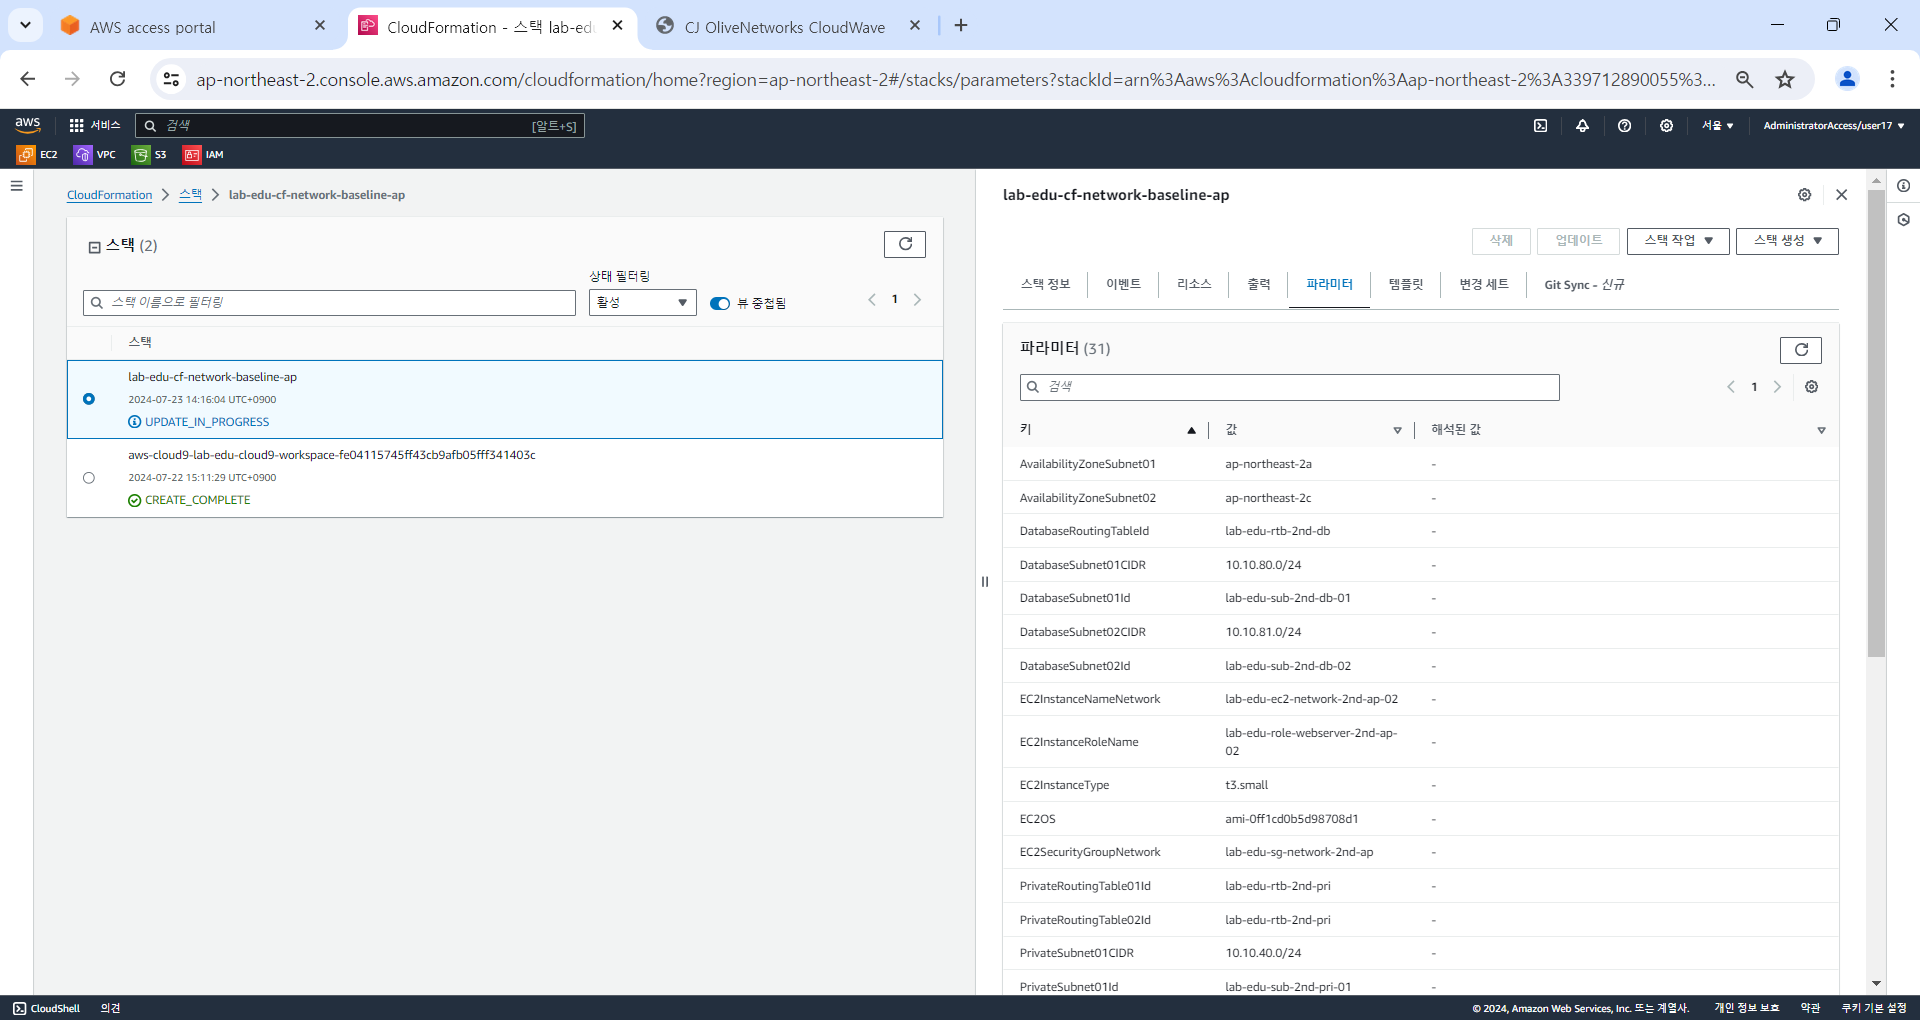 AWS access portal
CloudFormation - 스택 lab-edu
CJ OliveNetworks CloudWave
ap-northeast-2.console.aws.amazon.com/cloudformation/home?region=ap-northeast-2#/stacks/parameters?stackId=arn%3Aaws%3Acloudformation%3Aap-northeast-2%3A339712890055%3...
aws
서비스
검색
[알트+S]
서울
AdministratorAccess/user17
EC2
VPC
S3
IAM
CloudFormation
스택
lab-edu-cf-network-baseline-ap
스택 (2)
상태 필터링
스택 이름으로 필터링
활성
뷰 중첩됨
1
스택
lab-edu-cf-network-baseline-ap
2024-07-23 14:16:04 UTC+0900
UPDATE_IN_PROGRESS
aws-cloud9-lab-edu-cloud9-workspace-fe04115745ff43cb9afb05fff341403c
2024-07-22 15:11:29 UTC+0900
CREATE_COMPLETE
lab-edu-cf-network-baseline-ap
삭제
업데이트
스택 작업
스택 생성
스택 정보
이벤트
리소스
출력
파라미터
템플릿
변경 세트
Git Sync - 신규
파라미터 (31)
검색
1
키 값 해석된 값
AvailabilityZoneSubnet01 ap-northeast-2a -
AvailabilityZoneSubnet02 ap-northeast-2c -
DatabaseRoutingTableId lab-edu-rtb-2nd-db -
DatabaseSubnet01CIDR 10.10.80.0/24 -
DatabaseSubnet01Id lab-edu-sub-2nd-db-01 -
DatabaseSubnet02CIDR 10.10.81.0/24 -
DatabaseSubnet02Id lab-edu-sub-2nd-db-02 -
EC2InstanceNameNetwork lab-edu-ec2-network-2nd-ap-02 -
EC2InstanceRoleName lab-edu-role-webserver-2nd-ap-
02 -
EC2InstanceType t3.small -
EC2OS ami-0ff1cd0b5d98708d1 -
EC2SecurityGroupNetwork lab-edu-sg-network-2nd-ap -
PrivateRoutingTable01Id lab-edu-rtb-2nd-pri -
PrivateRoutingTable02Id lab-edu-rtb-2nd-pri -
PrivateSubnet01CIDR 10.10.40.0/24 -
PrivateSubnet01Id lab-edu-sub-2nd-pri-01 -
CloudShell
의견
© 2024, Amazon Web Services, Inc. 또는 계열사.
개인 정보 보호
약관
쿠키 기본 설정